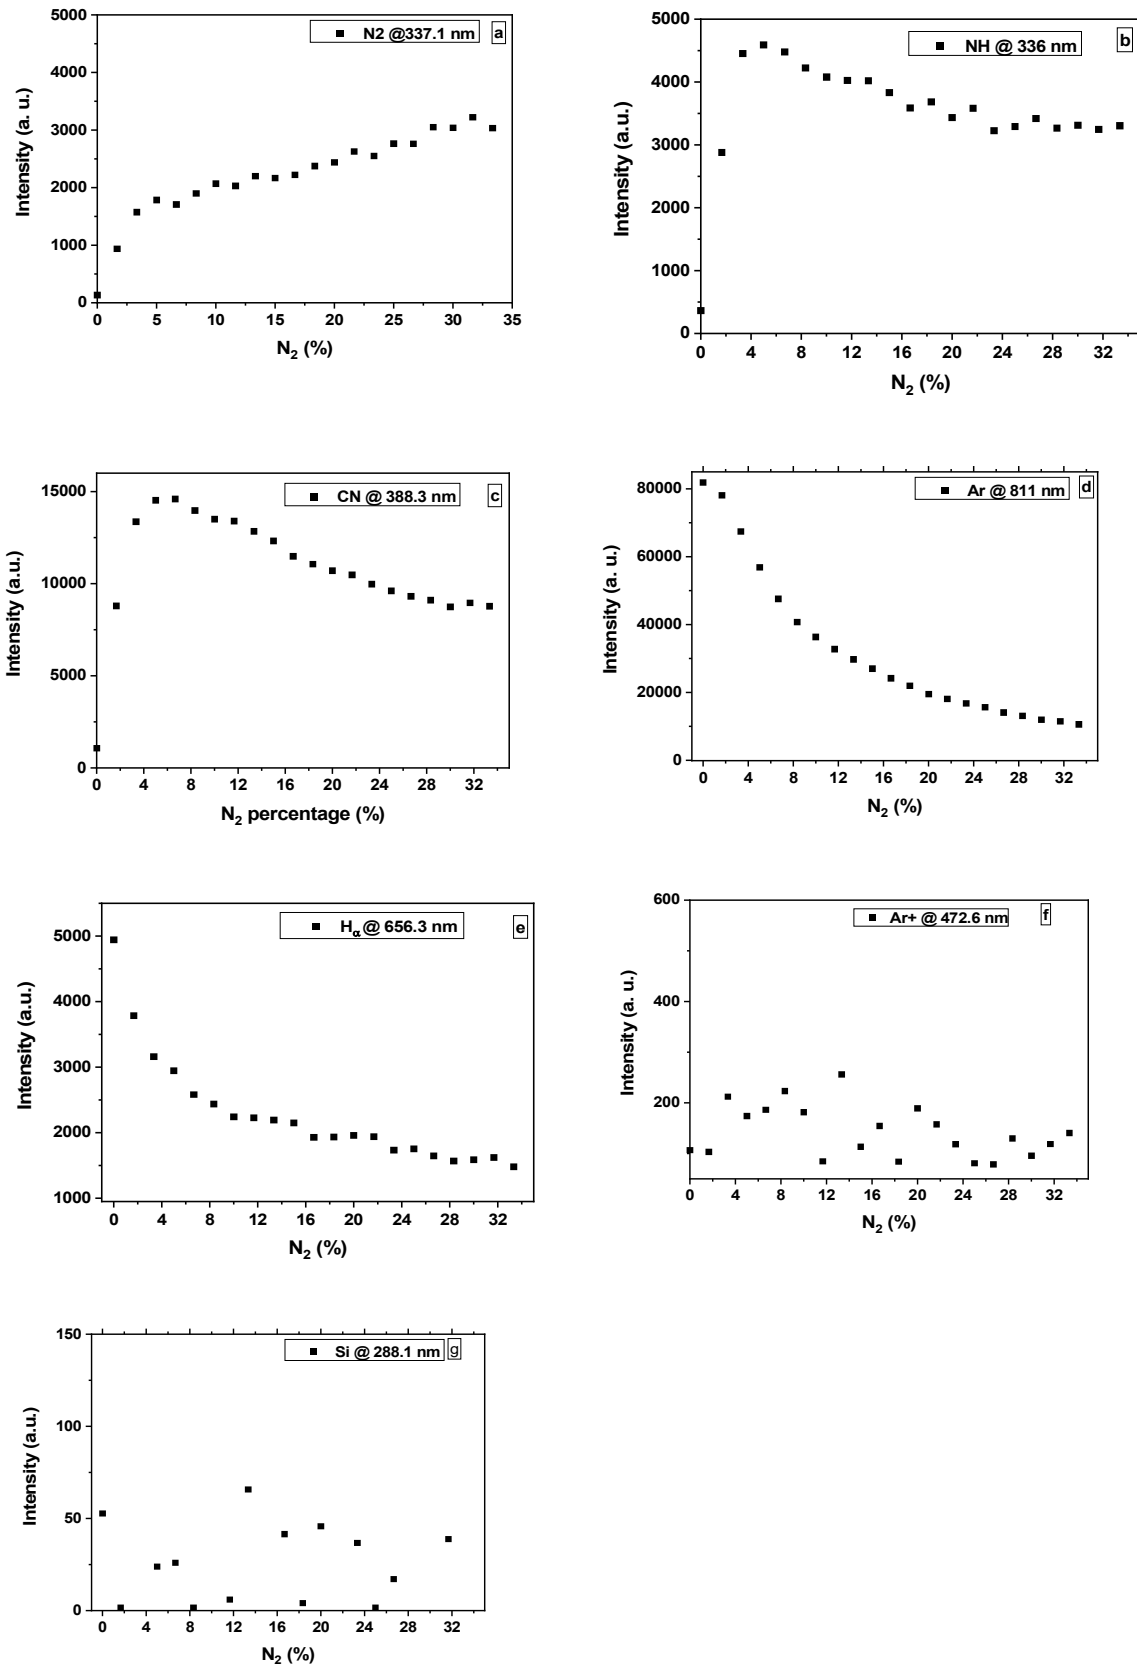 N2 @337.1 nm
a
5000
4000
3000
2000
1000
0
0 5 10 15 20 25 30 35
Intensity (a. u.)
N₂ (%)
NH @ 336 nm
b
5000
4000
3000
2000
1000
0
0 4 8 12 16 20 24 28 32
Intensity (a.u.)
N₂ (%)
CN @ 388.3 nm
c
15000
10000
5000
0
0 4 8 12 16 20 24 28 32
Intensity (a.u.)
N₂ percentage (%)
Ar @ 811 nm
d
80000
60000
40000
20000
0
0 4 8 12 16 20 24 28 32
Intensity (a. u.)
N₂ (%)
Hα @ 656.3 nm
e
5000
4000
3000
2000
1000
0 4 8 12 16 20 24 28 32
Intensity (a.u.)
N₂ (%)
Ar+ @ 472.6 nm
f
600
400
200
0 4 8 12 16 20 24 28 32
Intensity (a. u.)
N₂ (%)
Si @ 288.1 nm
g
150
100
50
0
0 4 8 12 16 20 24 28 32
Intensity (a.u.)
N₂ (%)